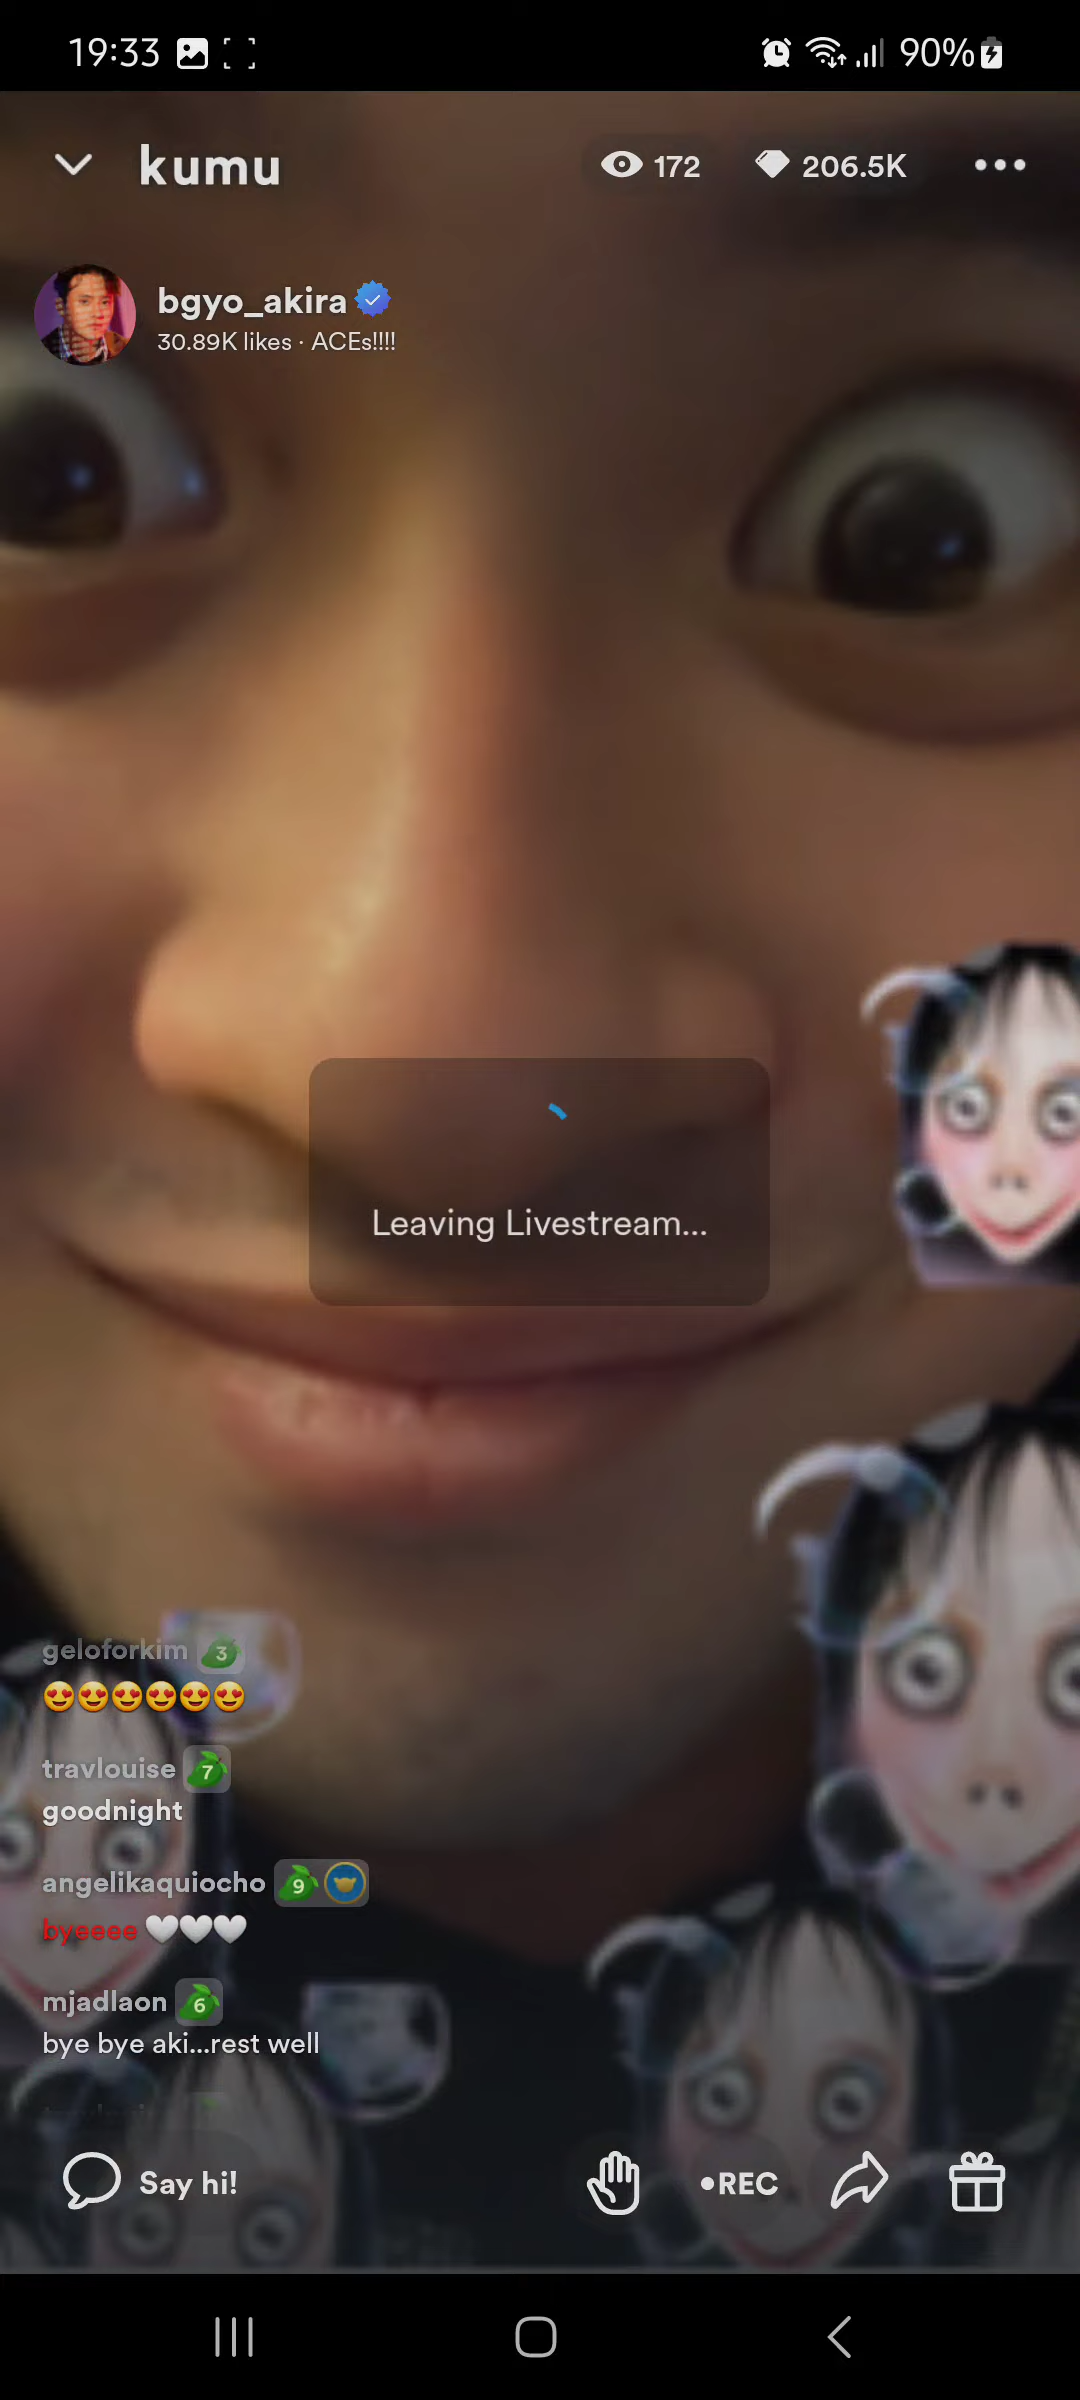 19:33 90%
kumu 172 206.5K
bgyo_akira
30.89K likes · ACEs!!!!
Leaving Livestream...
geloforkim 3
😍😍😍😍😍😍
travlouise 7
goodnight
angelikaquiocho 9
byeeee 🤍🤍🤍
mjadlaon 6
bye bye aki...rest well
Say hi! •REC